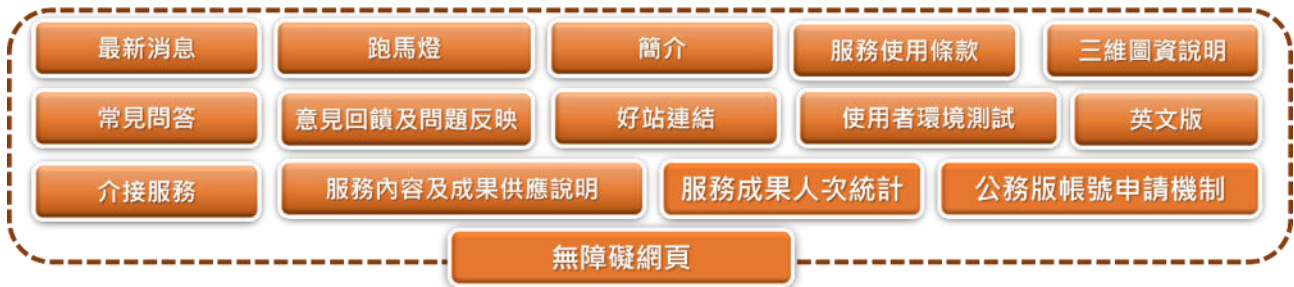 最新消息 跑馬燈 簡介 服務使用條款 三維圖資說明
常見問答 意見回饋及問題反映 好站連結 使用者環境測試 英文版
介接服務 服務內容及成果供應說明 服務成果人次統計 公務版帳號申請機制
無障礙網頁